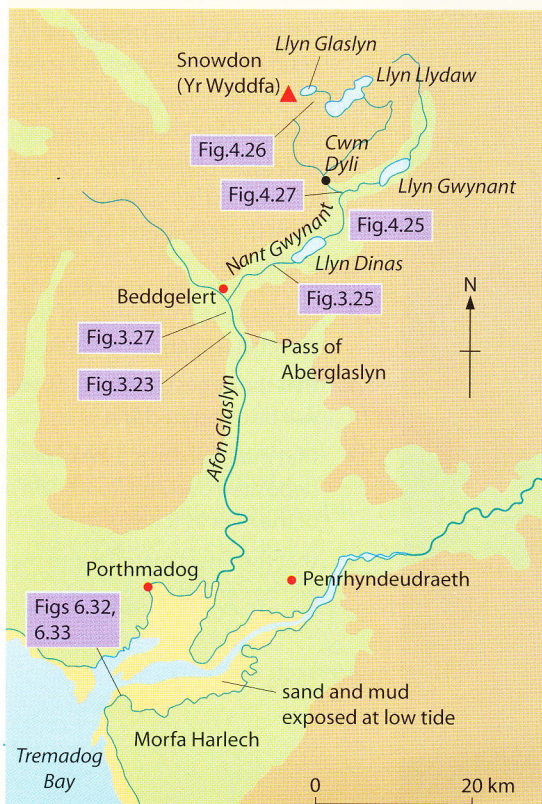 Llyn Glaslyn
Snowdon
(Yr Wyddfa)
Llyn Llydaw
Fig.4.26
Cwm
Dyli
Fig.4.27
Llyn Gwynant
Nant Gwynant
Fig.4.25
Llyn Dinas
Beddgelert
Fig.3.25
N
Fig.3.27
Pass of
Aberglaslyn
Fig.3.23
Afon Glaslyn
Porthmadog
Penrhyndeudraeth
Figs 6.32,
6.33
sand and mud
exposed at low tide
Morfa Harlech
Tremadog
Bay
0 20 km